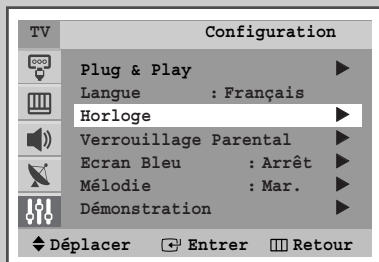 TV Configuration
Plug & Play
Langue : Français
Horloge
Verrouillage Parental
Ecran Bleu : Arrêt
Mélodie : Mar.
Démonstration
Déplacer Entrer Retour